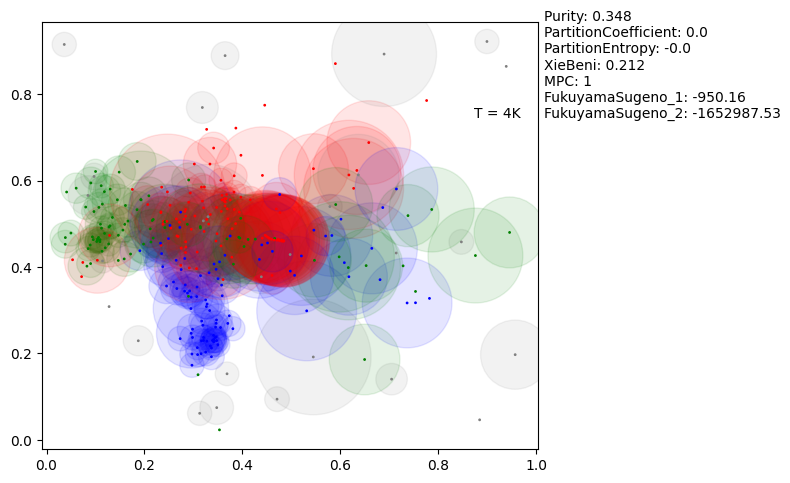 Purity: 0.348
PartitionCoefficient: 0.0
PartitionEntropy: -0.0
XieBeni: 0.212
MPC: 1
FukuyamaSugeno_1: -950.16
FukuyamaSugeno_2: -1652987.53
T = 4K
0.8
0.6
0.4
0.2
0.0
0.0 0.2 0.4 0.6 0.8 1.0